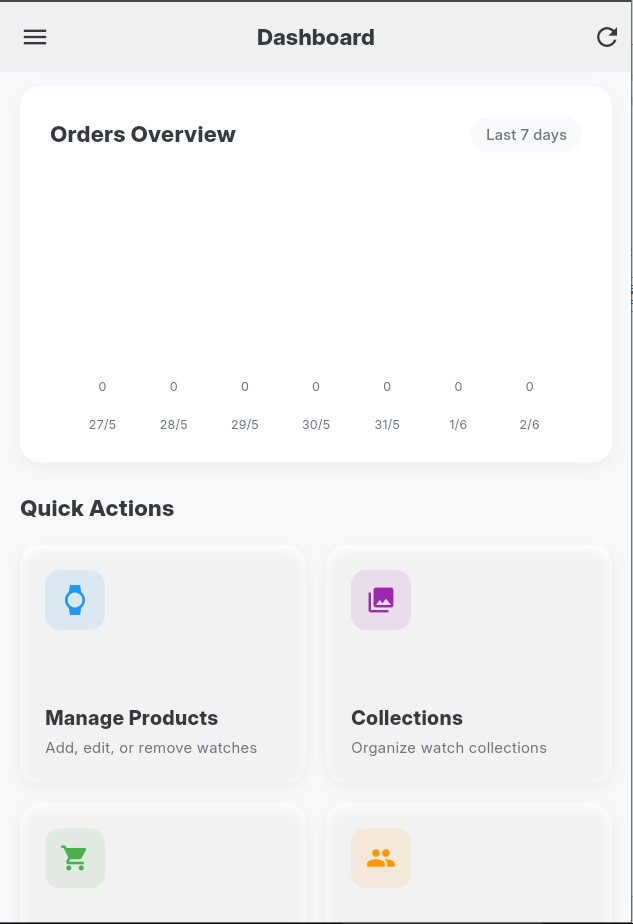 Dashboard
Orders Overview
Last 7 days
0 0 0 0 0 0 0
27/5 28/5 29/5 30/5 31/5 1/6 2/6
Quick Actions
Manage Products
Add, edit, or remove watches
Collections
Organize watch collections